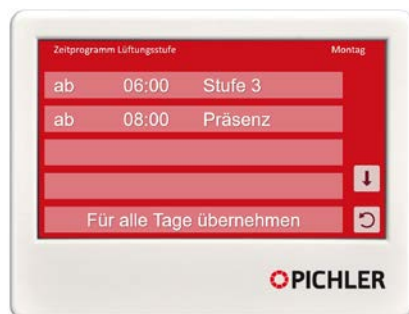 Zeitprogramm Lüftungsstufe Montag
ab 06:00 Stufe 3
ab 08:00 Präsenz
Für alle Tage übernehmen
PICHLER